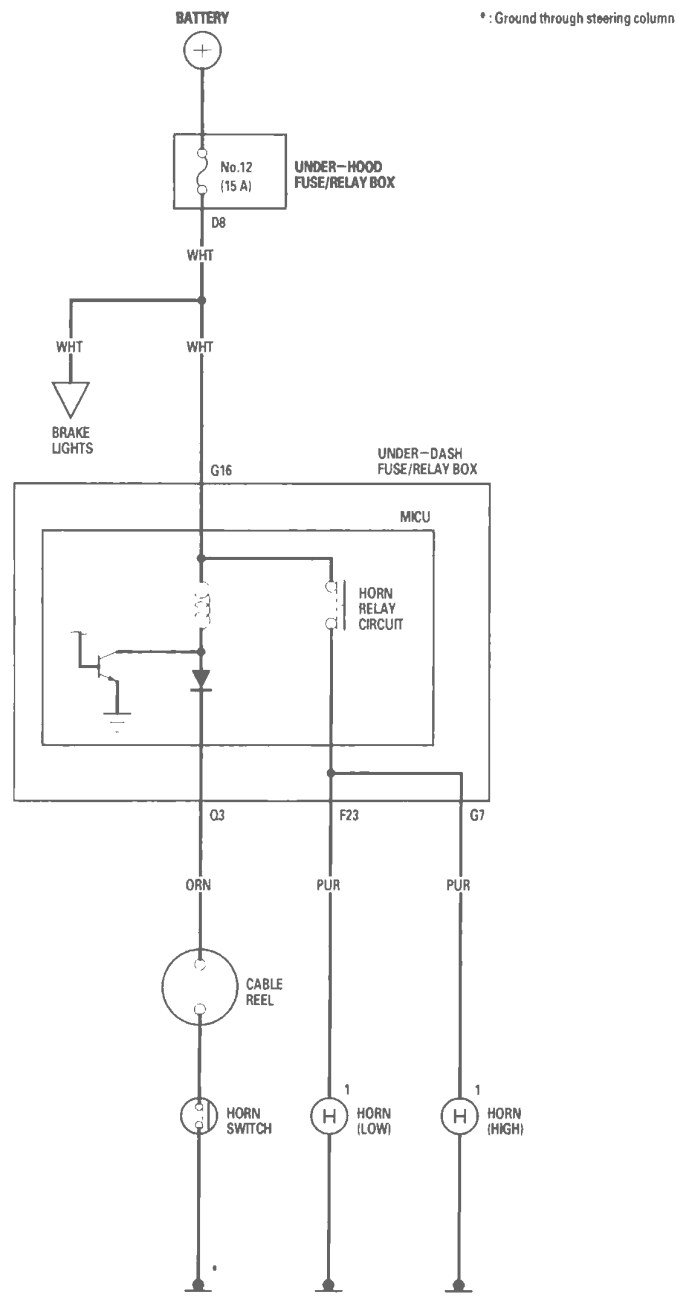 BATTERY
* : Ground through steering column
+
No.12
(15 A)
UNDER-HOOD
FUSE/RELAY BOX
D8
WHT
WHT
WHT
BRAKE
LIGHTS
UNDER-DASH
FUSE/RELAY BOX
G16
MICU
HORN
RELAY
CIRCUIT
Q3
F23
G7
ORN
PUR
PUR
CABLE
REEL
1
1
HORN
SWITCH
H
HORN
(LOW)
H
HORN
(HIGH)
*